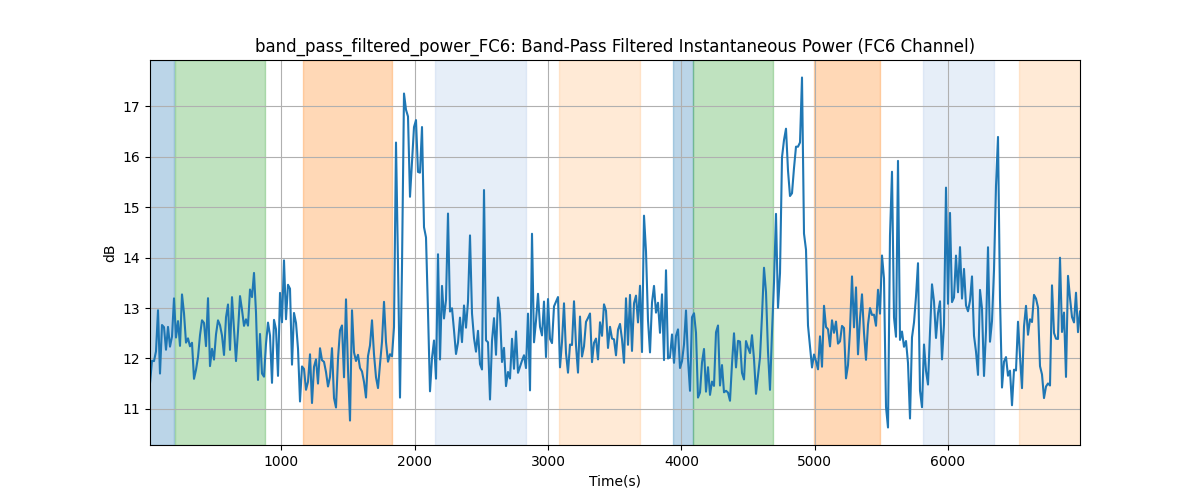 band_pass_filtered_power_FC6: Band-Pass Filtered Instantaneous Power (FC6 Channel)
dB
17
16
15
14
13
12
11
1000 2000 3000 4000 5000 6000
Time(s)